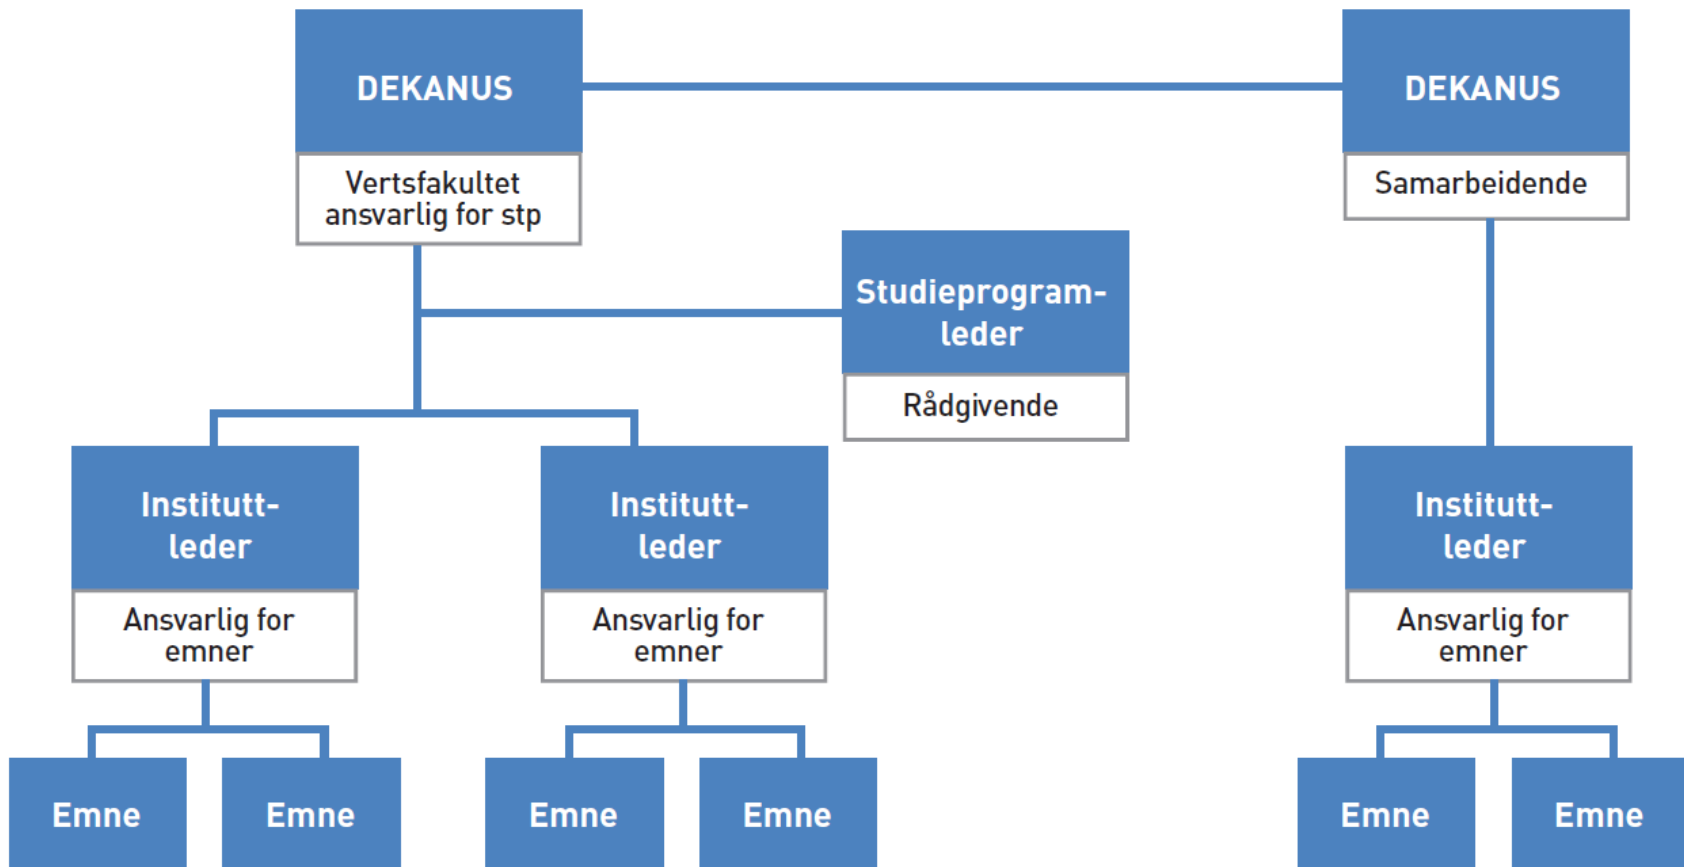 DEKANUS
DEKANUS
Vertsfakultet
ansvarlig for stp
Samarbeidende
Studieprogram-
leder
Rådgivende
Institutt-
leder
Ansvarlig for
emner
Institutt-
leder
Ansvarlig for
emner
Institutt-
leder
Ansvarlig for
emner
Emne
Emne
Emne
Emne
Emne
Emne